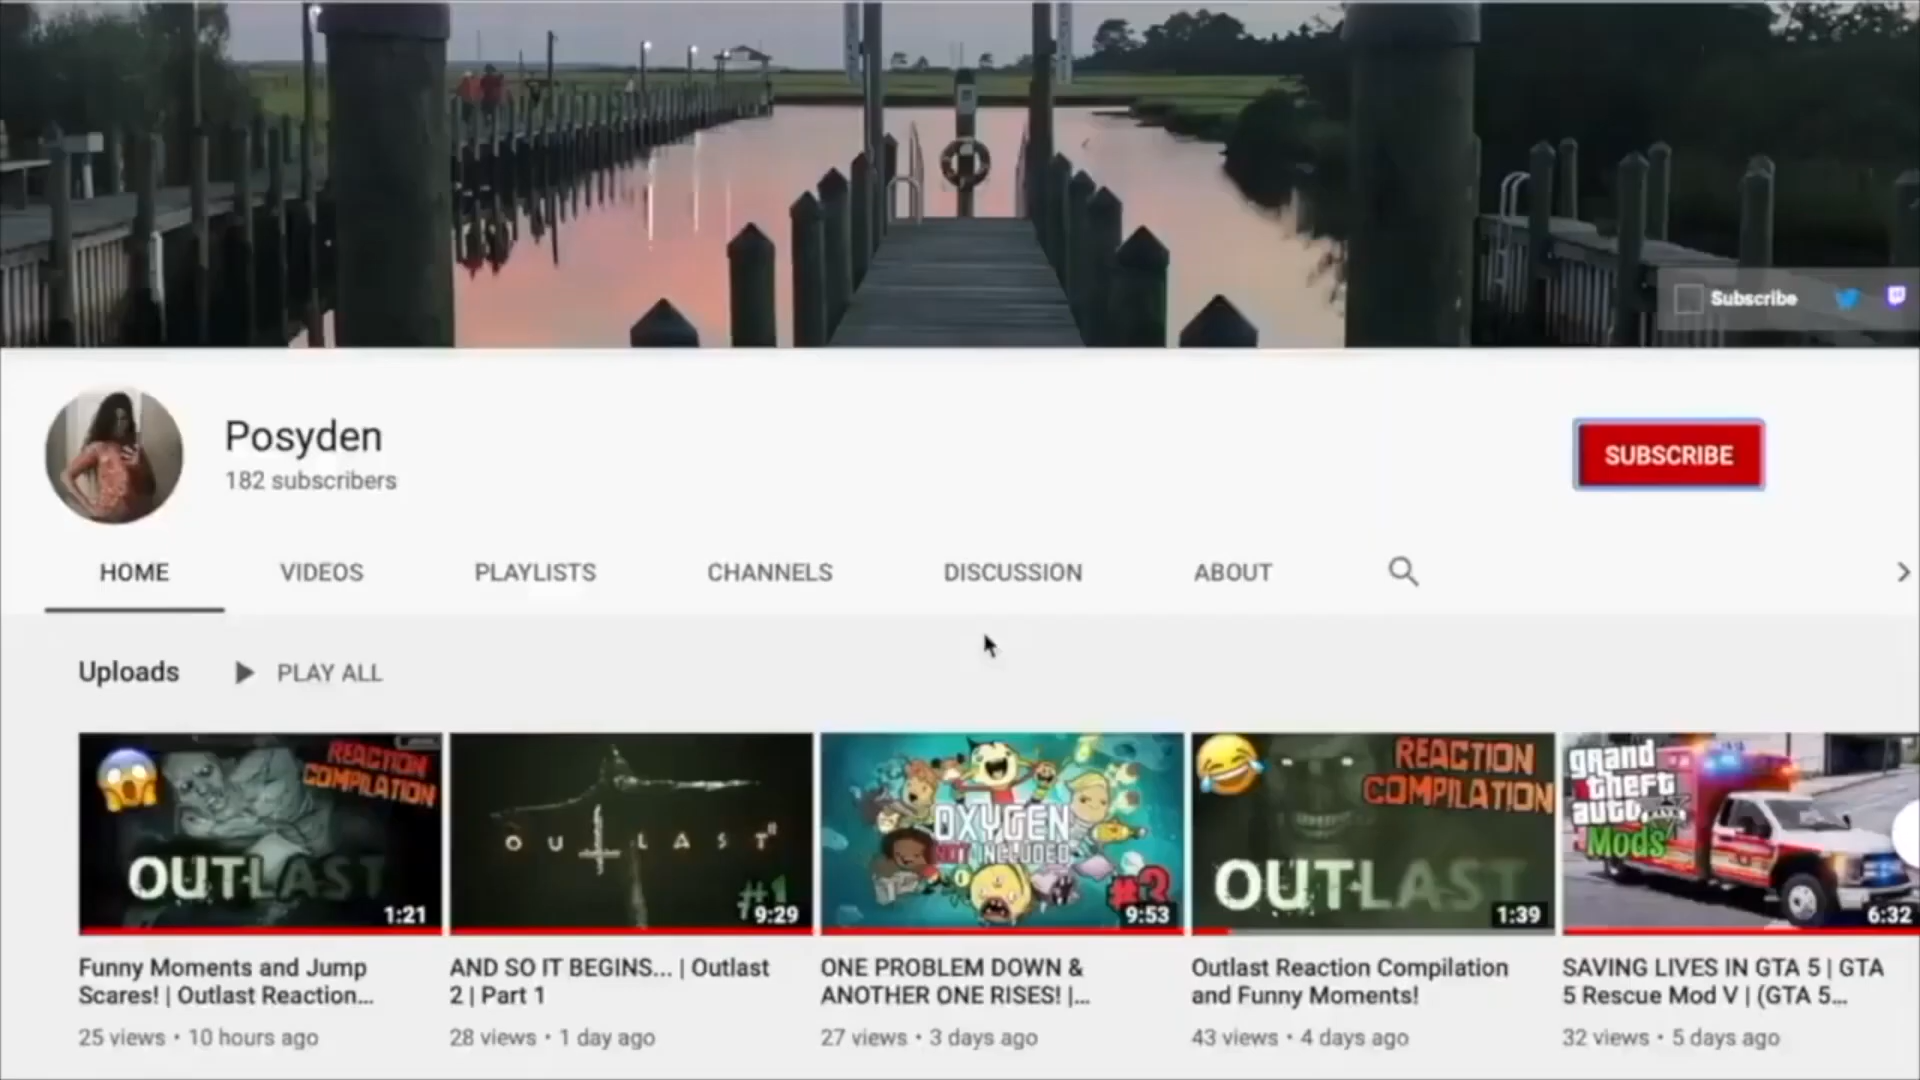 Subscribe
Posyden
182 subscribers
SUBSCRIBE
HOME VIDEOS PLAYLISTS CHANNELS DISCUSSION ABOUT
Uploads PLAY ALL
REACTION
COMPILATION
OUTLAST
1:21
OUTLAST
#1
9:29
OXYGEN
NOT INCLUDED
#3
9:53
REACTION
COMPILATION
OUTLAST
1:39
grand
theft
auto
Mods
6:32
Funny Moments and Jump
Scares! | Outlast Reaction...
25 views • 10 hours ago
AND SO IT BEGINS... | Outlast
2 | Part 1
28 views • 1 day ago
ONE PROBLEM DOWN &
ANOTHER ONE RISES! |...
27 views • 3 days ago
Outlast Reaction Compilation
and Funny Moments!
43 views • 4 days ago
SAVING LIVES IN GTA 5 | GTA
5 Rescue Mod V | (GTA 5...
32 views • 5 days ago